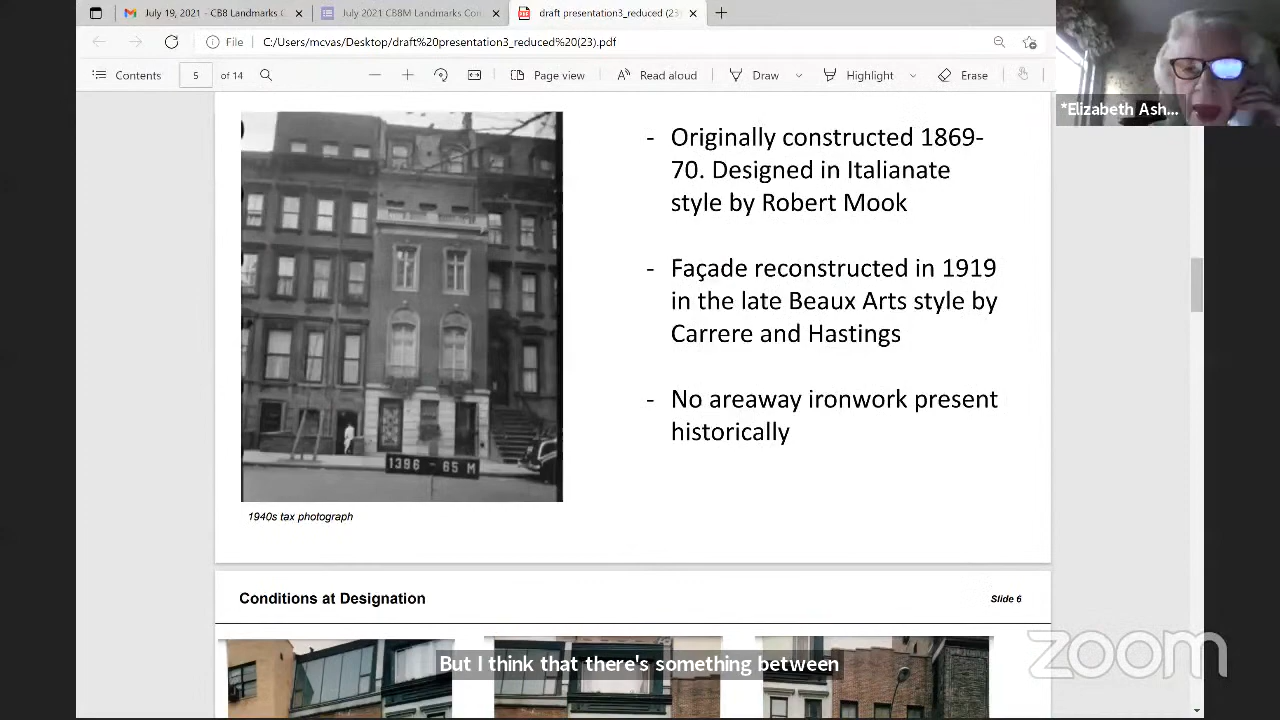 July 19, 2021 - CB8 Landmarks C
July 2021 CB8M Landmarks Con
draft presentation3_reduced (23)
File
C:/Users/mcvas/Desktop/draft%20presentation3_reduced%20(23).pdf
Contents
5
of 14
Page view
Read aloud
Draw
Highlight
Erase
*Elizabeth Ash...
- Originally constructed 1869-
70. Designed in Italianate
style by Robert Mook
- Façade reconstructed in 1919
in the late Beaux Arts style by
Carrere and Hastings
- No areaway ironwork present
historically
1396 - 65 M
1940s tax photograph
Conditions at Designation
Slide 6
But I think that there's something between
zoom